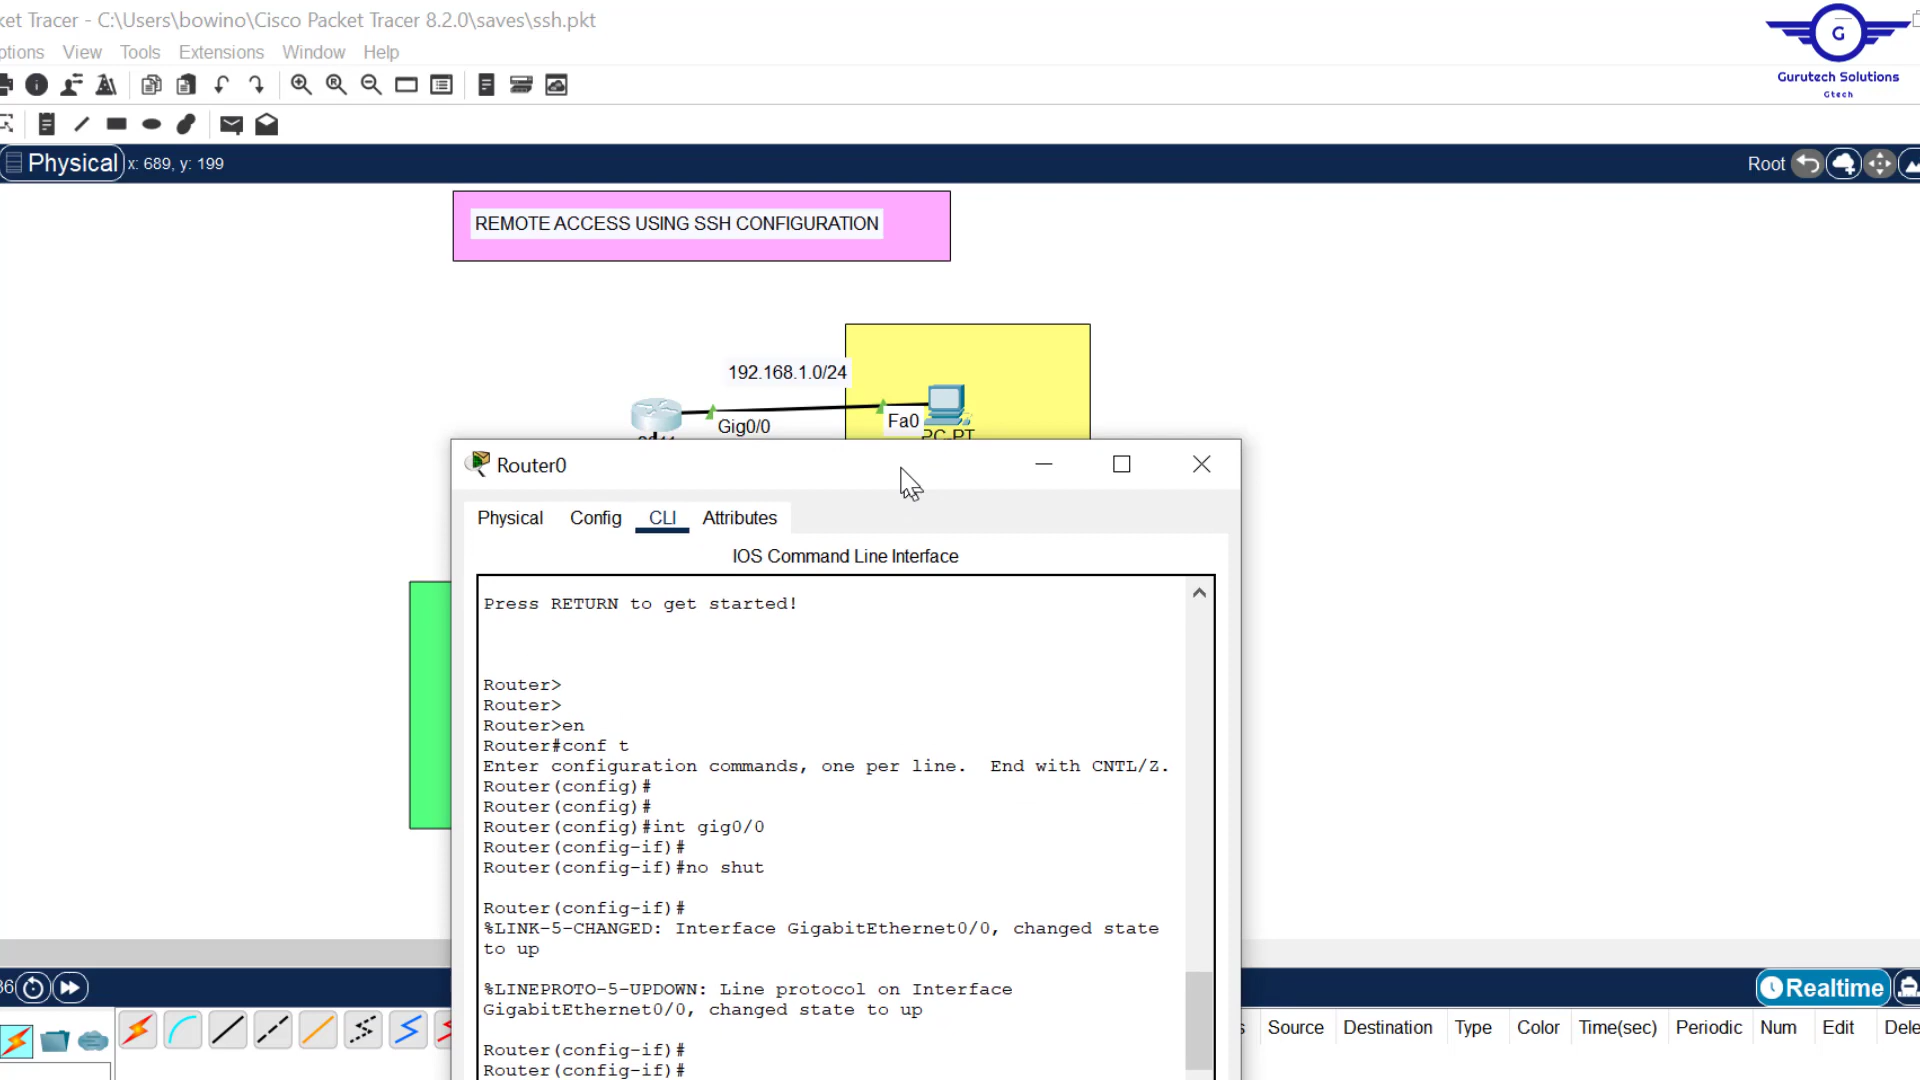 ket Tracer - C:\Users\bowino\Cisco Packet Tracer 8.2.0\saves\ssh.pkt
ptions View Tools Extensions Window Help
G
Gurutech Solutions
Gtech
Physical x: 689, y: 199
Root
REMOTE ACCESS USING SSH CONFIGURATION
192.168.1.0/24
Gig0/0
Fa0
PC-PT
Router0
Physical Config CLI Attributes
IOS Command Line Interface
Press RETURN to get started!
Router>
Router>
Router>en
Router#conf t
Enter configuration commands, one per line. End with CNTL/Z.
Router(config)#
Router(config)#
Router(config)#int gig0/0
Router(config-if)#
Router(config-if)#no shut
Router(config-if)#
%LINK-5-CHANGED: Interface GigabitEthernet0/0, changed state
to up
%LINEPROTO-5-UPDOWN: Line protocol on Interface
GigabitEthernet0/0, changed state to up
Router(config-if)#
Router(config-if)#
Realtime
s Source Destination Type Color Time(sec) Periodic Num Edit Dele